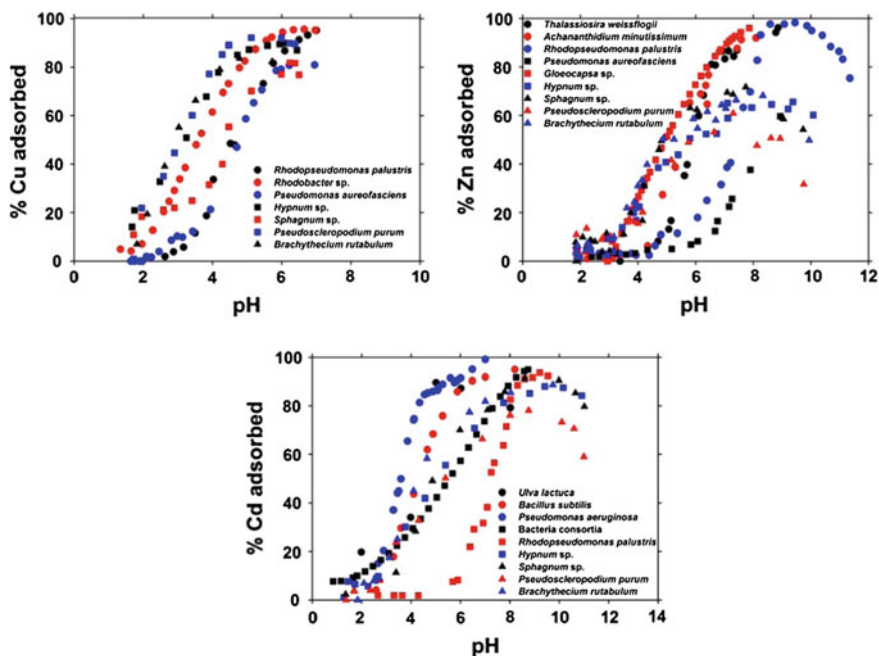 % Cu adsorbed
100
80
60
40
20
0
0
2
4
6
8
10
pH
Rhodopseudomonas palustris
Rhodobacter sp.
Pseudomonas aureofasciens
Hypnum sp.
Sphagnum sp.
Pseudoscleropodium purum
Brachythecium rutabulum
% Zn adsorbed
100
80
60
40
20
0
0
2
4
6
8
10
12
pH
Thalassiosira weissflogii
Achananthidium minutissimum
Rhodopseudomonas palustris
Pseudomonas aureofasciens
Gloeocapsa sp.
Hypnum sp.
Sphagnum sp.
Pseudoscleropodium purum
Brachythecium rutabulum
% Cd adsorbed
100
80
60
40
20
0
0
2
4
6
8
10
12
14
pH
Ulva lactuca
Bacillus subtilis
Pseudomonas aeruginosa
Bacteria consortia
Rhodopseudomonas palustris
Hypnum sp.
Sphagnum sp.
Pseudoscleropodium purum
Brachythecium rutabulum